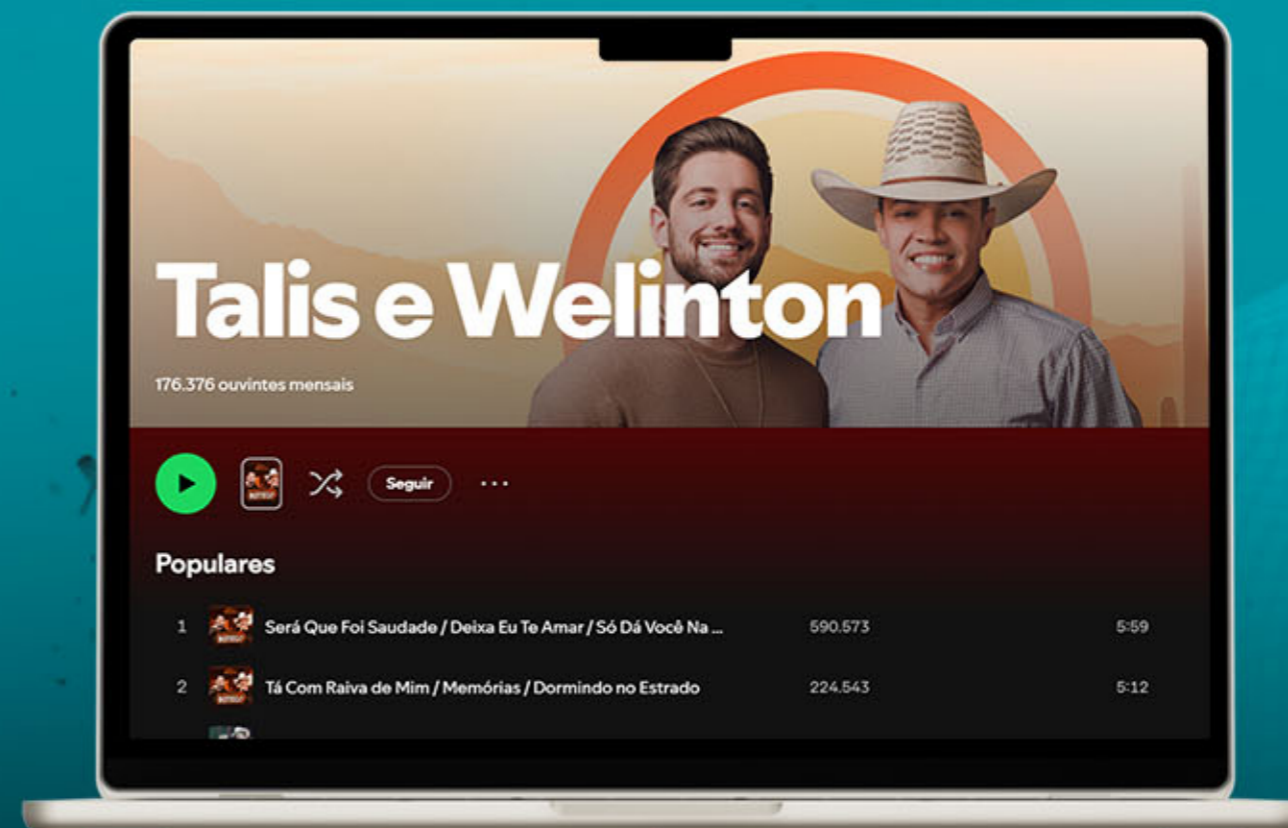 Talis e Welinton
176.376 ouvintes mensais
Seguir
Populares
1 Será Que Foi Saudade / Deixa Eu Te Amar / Só Dá Você Na ... 590.573 5:59
2 Tá Com Raiva de Mim / Memórias / Dormindo no Estrado 224.543 5:12